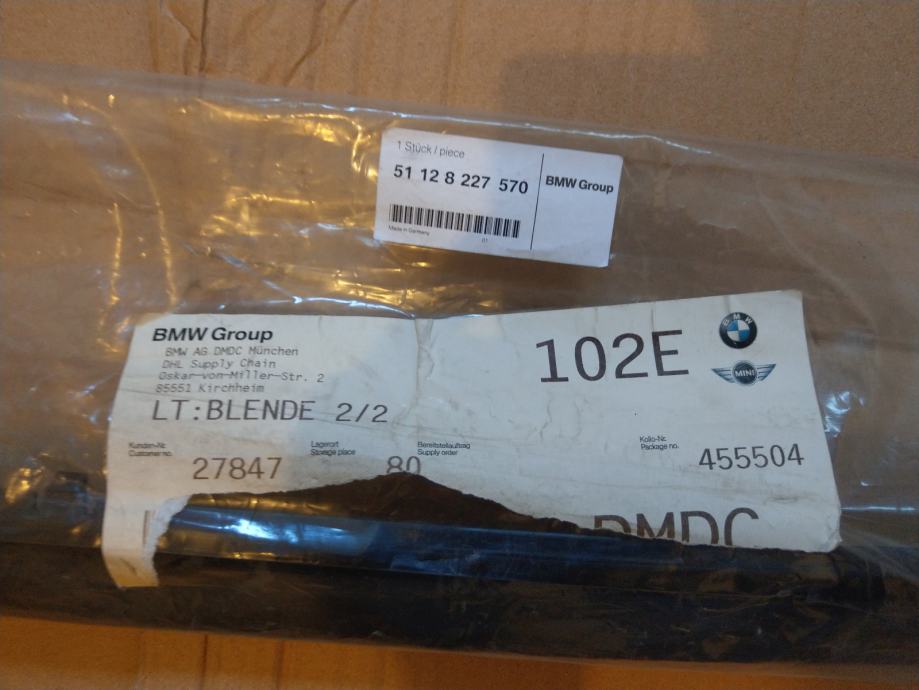 1 Stück / piece
51 12 8 227 570
BMW Group
Made in Germany
01
BMW Group
BMW AG DMDC München
DHL Supply Chain
Oskar-von-Miller-Str. 2
85551 Kirchheim
102E
BMW
MINI
LT:BLENDE 2/2
Kunden-Nr.
Customer no.
27847
Lagerort
Storage place
80
Bereitstellauftrag
Supply order
Kollo-Nr.
Package no.
455504
DMDC